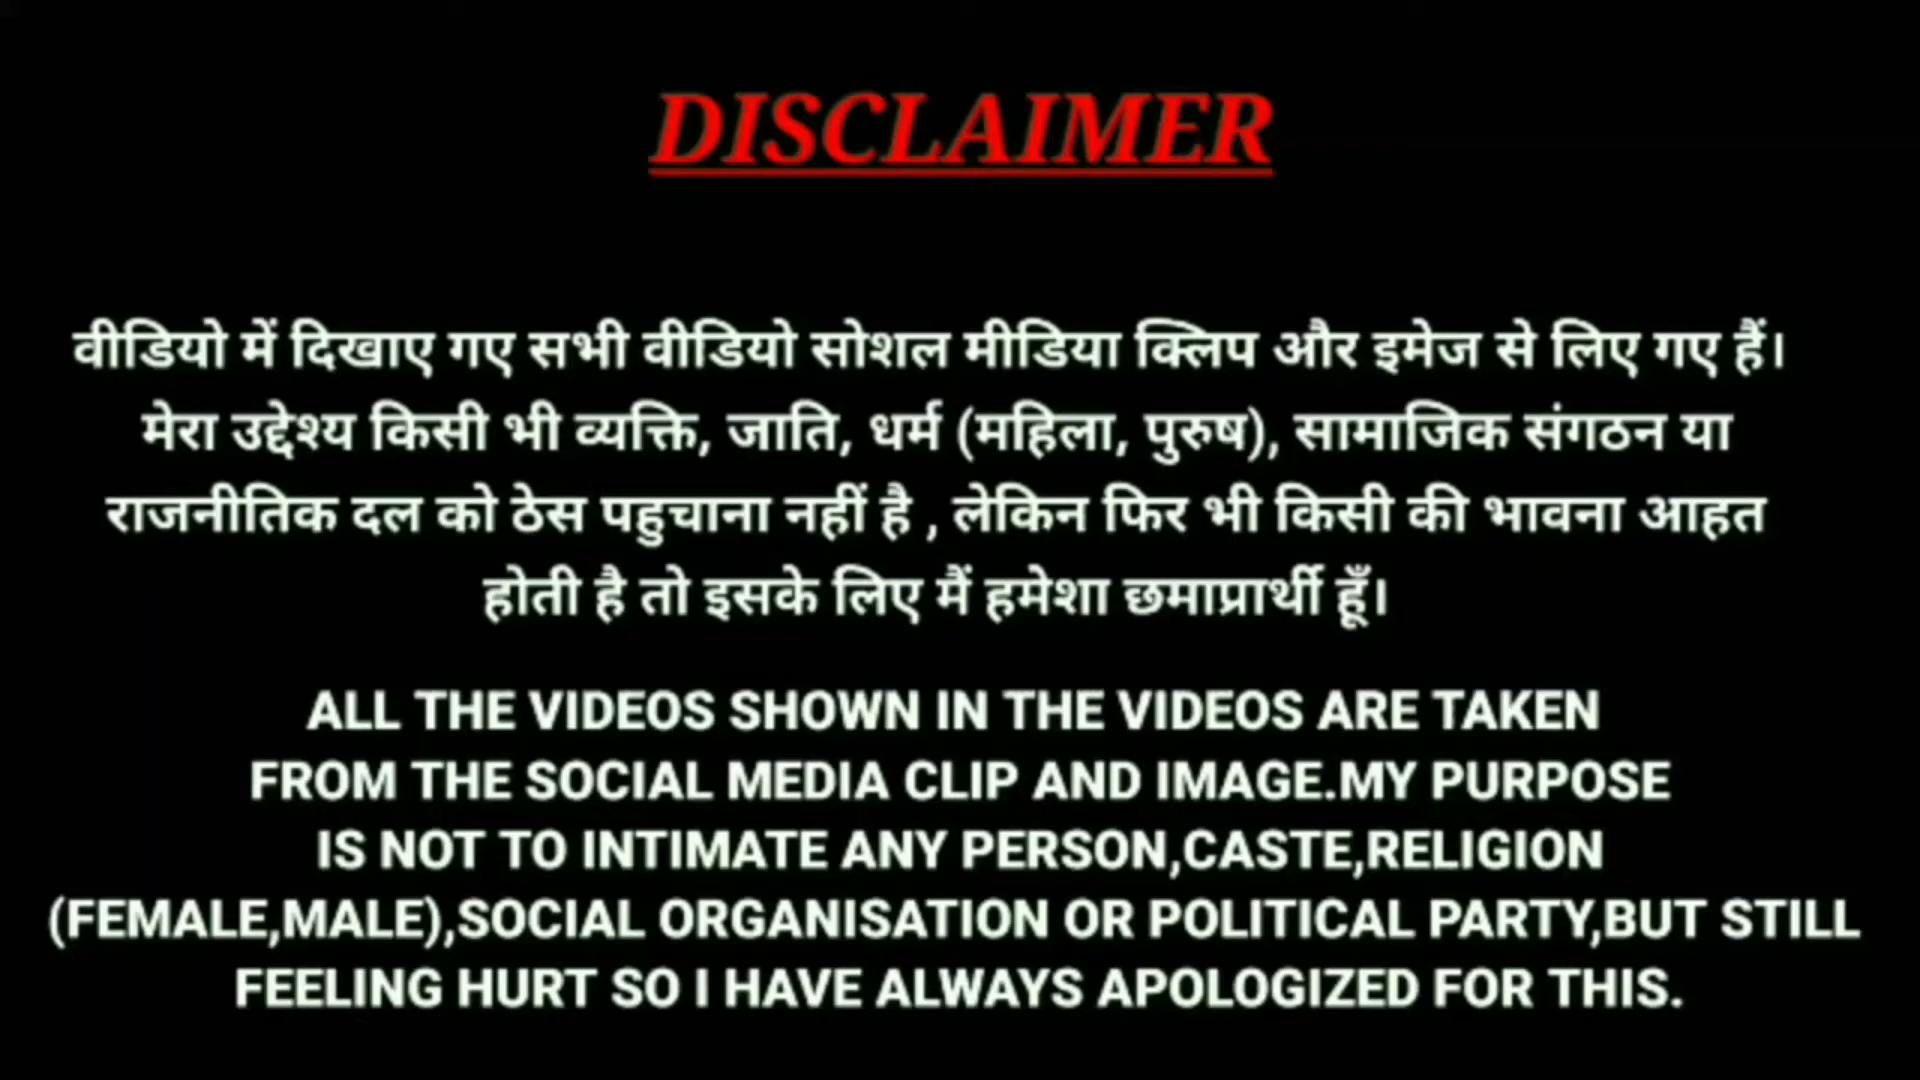 DISCLAIMER
वीडियो में दिखाए गए सभी वीडियो सोशल मीडिया क्लिप और इमेज से लिए गए हैं।
मेरा उद्देश्य किसी भी व्यक्ति, जाति, धर्म (महिला, पुरुष), सामाजिक संगठन या
राजनीतिक दल को ठेस पहुचाना नहीं है , लेकिन फिर भी किसी की भावना आहत
होती है तो इसके लिए मैं हमेशा छमाप्रार्थी हूँ।
ALL THE VIDEOS SHOWN IN THE VIDEOS ARE TAKEN
FROM THE SOCIAL MEDIA CLIP AND IMAGE.MY PURPOSE
IS NOT TO INTIMATE ANY PERSON,CASTE,RELIGION
(FEMALE,MALE),SOCIAL ORGANISATION OR POLITICAL PARTY,BUT STILL
FEELING HURT SO I HAVE ALWAYS APOLOGIZED FOR THIS.